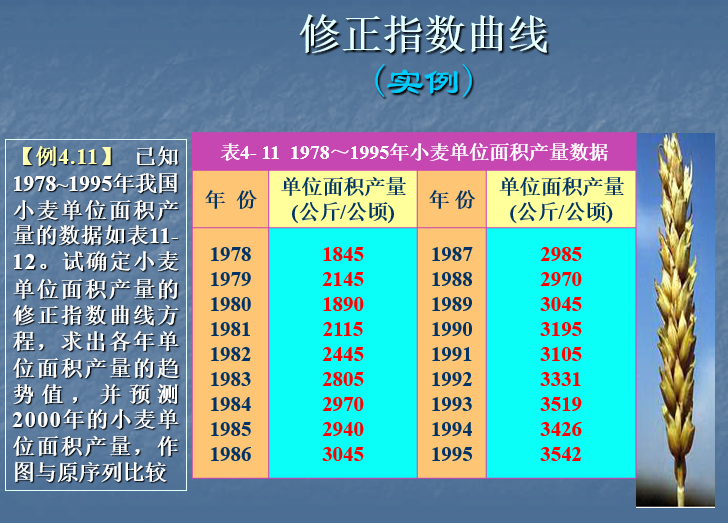 修正指数曲线
(实例)
【例4.11】 已知
1978~1995年我国
小麦单位面积产
量的数据如表11-
12。试确定小麦
单位面积产量的
修正指数曲线方
程，求出各年单
位面积产量的趋
势值，并预测
2000年的小麦单
位面积产量，作
图与原序列比较
表4- 11 1978～1995年小麦单位面积产量数据
年 份 单位面积产量 (公斤/公顷) 年 份 单位面积产量 (公斤/公顷)
1978 1845 1987 2985
1979 2145 1988 2970
1980 1890 1989 3045
1981 2115 1990 3195
1982 2445 1991 3105
1983 2805 1992 3331
1984 2970 1993 3519
1985 2940 1994 3426
1986 3045 1995 3542